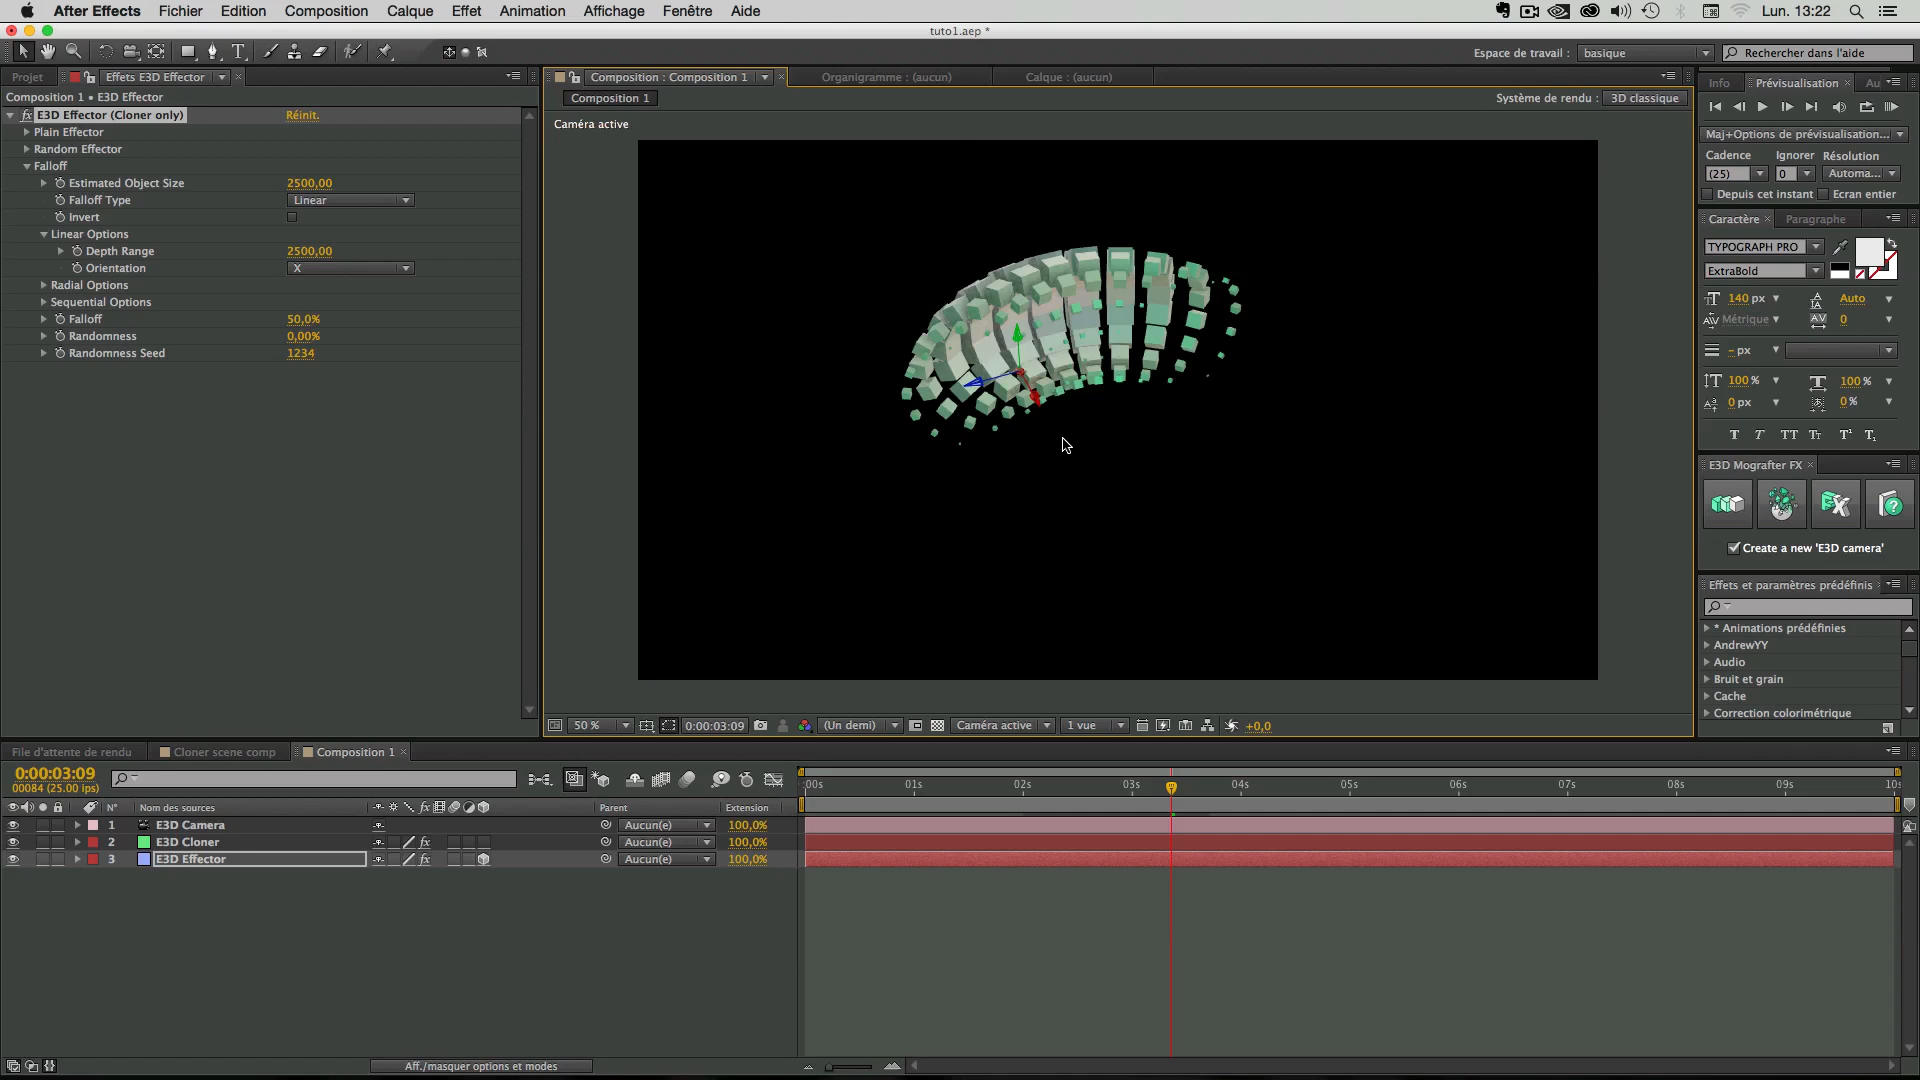 After Effects Fichier Edition Composition Calque Effet Animation Affichage Fenêtre Aide Lun. 13:22
tuto1.aep *
Espace de travail : basique Rechercher dans l'aide
Projet Effets E3D Effector Composition : Composition 1 Organigramme : (aucun) Calque : (aucun) Info Prévisualisation Au
Composition 1 • E3D Effector
Composition 1 Système de rendu : 3D classique
fx E3D Effector (Cloner only) Réinit.
Caméra active
Plain Effector
Random Effector
Falloff
Estimated Object Size 2500,00
Falloff Type Linear
Invert
Linear Options
Depth Range 2500,00
Orientation X
Radial Options
Sequential Options
Falloff 50,0%
Randomness 0,00%
Randomness Seed 1234
Maj+Options de prévisualisation...
Cadence Ignorer Résolution
(25) 0 Automa...
Depuis cet instant Ecran entier
Caractère Paragraphe
TYPOGRAPH PRO
ExtraBold
140 px Auto
Métrique 0
- px
100 % 100 %
0 px 0 %
T T TT TT T¹ T₁
E3D Mografter FX
Create a new 'E3D camera'
Effets et paramètres prédéfinis
* Animations prédéfinies
AndrewYY
Audio
Bruit et grain
Cache
Correction colorimétrique
50 % 0:00:03:09 (Un demi) Caméra active 1 vue +0,0
File d'attente de rendu Cloner scene comp Composition 1
0:00:03:09
00084 (25.00 ips)
:00s 01s 02s 03s 04s 05s 06s 07s 08s 09s 10s
N° Nom des sources fx Parent Extension
1 E3D Camera Aucun(e) 100,0%
2 E3D Cloner fx Aucun(e) 100,0%
3 E3D Effector fx Aucun(e) 100,0%
Aff./masquer options et modes